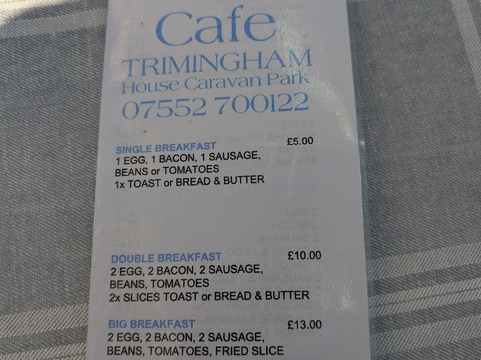 Cafe
TRIMINGHAM
House Caravan Park
07552 700122
SINGLE BREAKFAST £5.00
1 EGG, 1 BACON, 1 SAUSAGE,
BEANS or TOMATOES
1x TOAST or BREAD & BUTTER
DOUBLE BREAKFAST £10.00
2 EGG, 2 BACON, 2 SAUSAGE,
BEANS, TOMATOES
2x SLICES TOAST or BREAD & BUTTER
BIG BREAKFAST £13.00
2 EGG, 2 BACON, 2 SAUSAGE,
BEANS, TOMATOES, FRIED SLICE